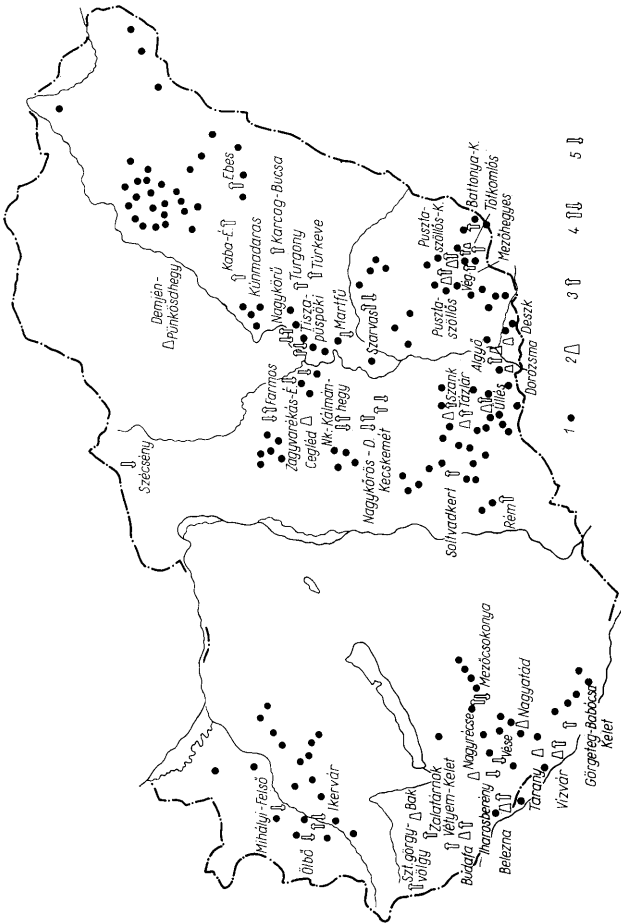 Demjén-
Pünkösdhegy
Szécsény
Kaba-É.
Ebes
Kunmadaras
Nagykörű
Karcag-Bucsa
Turgony
Tisza-
püspöki
Túrkeve
Martfű
Farmos
Zagyvarékás-É.
Cegléd
Nk.-Kálmán-
hegy
Nagykőrös-D.
Kecskemét
Szarvas
Puszta-
szőllős-K.
Puszta-
szőllős
Végh
Battonya-K.
Tótkomlós
Mezőhegyes
Szank
Tázlár
Soltvadkert
Rém
Üllés
Algyő
Dorozsma
Deszk
Mihályi-Felső
Ölbő
Ikervár
Szt.görgy-
völgy
Bak
Zalatárnok
Vétyem-Kelet
Budafa
Nagyrécse
Iharosberény
Belezna
Vése
Mezőcsokonya
Nagyatád
Tarany
Vízvár
Görgeteg-Babócsa
Kelet
1
2
3
4
5